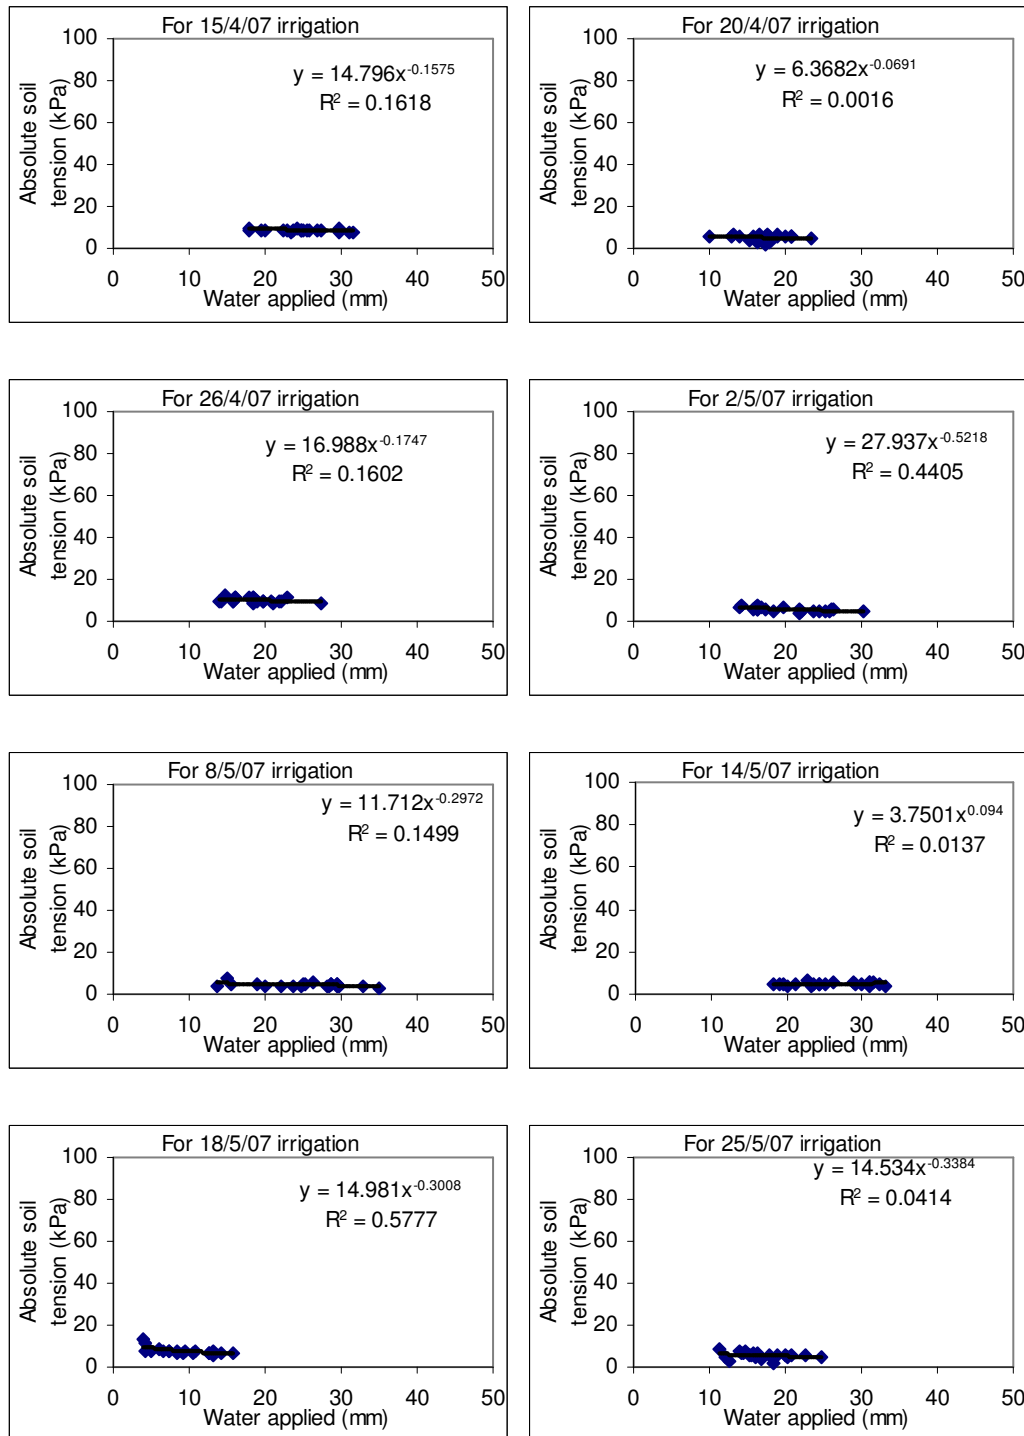 For 15/4/07 irrigation
y = 14.796x^-0.1575
R² = 0.1618
Absolute soil
tension (kPa)
100
80
60
40
20
0
0 10 20 30 40 50
Water applied (mm)
For 20/4/07 irrigation
y = 6.3682x^-0.0691
R² = 0.0016
Absolute soil
tension (kPa)
100
80
60
40
20
0
0 10 20 30 40 50
Water applied (mm)
For 26/4/07 irrigation
y = 16.988x^-0.1747
R² = 0.1602
Absolute soil
tension (kPa)
100
80
60
40
20
0
0 10 20 30 40 50
Water applied (mm)
For 2/5/07 irrigation
y = 27.937x^-0.5218
R² = 0.4405
Absolute soil
tension (kPa)
100
80
60
40
20
0
0 10 20 30 40 50
Water applied (mm)
For 8/5/07 irrigation
y = 11.712x^-0.2972
R² = 0.1499
Absolute soil
tension (kPa)
100
80
60
40
20
0
0 10 20 30 40 50
Water applied (mm)
For 14/5/07 irrigation
y = 3.7501x^0.094
R² = 0.0137
Absolute soil
tension (kPa)
100
80
60
40
20
0
0 10 20 30 40 50
Water applied (mm)
For 18/5/07 irrigation
y = 14.981x^-0.3008
R² = 0.5777
Absolute soil
tension (kPa)
100
80
60
40
20
0
0 10 20 30 40 50
Water applied (mm)
For 25/5/07 irrigation
y = 14.534x^-0.3384
R² = 0.0414
Absolute soil
tension (kPa)
100
80
60
40
20
0
0 10 20 30 40 50
Water applied (mm)